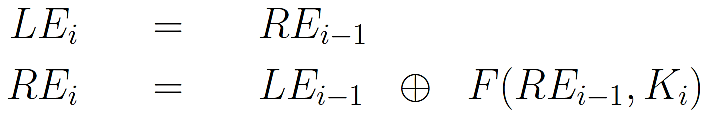 LE_i = RE_{i-1}
RE_i = LE_{i-1} ⊕ F(RE_{i-1}, K_i)